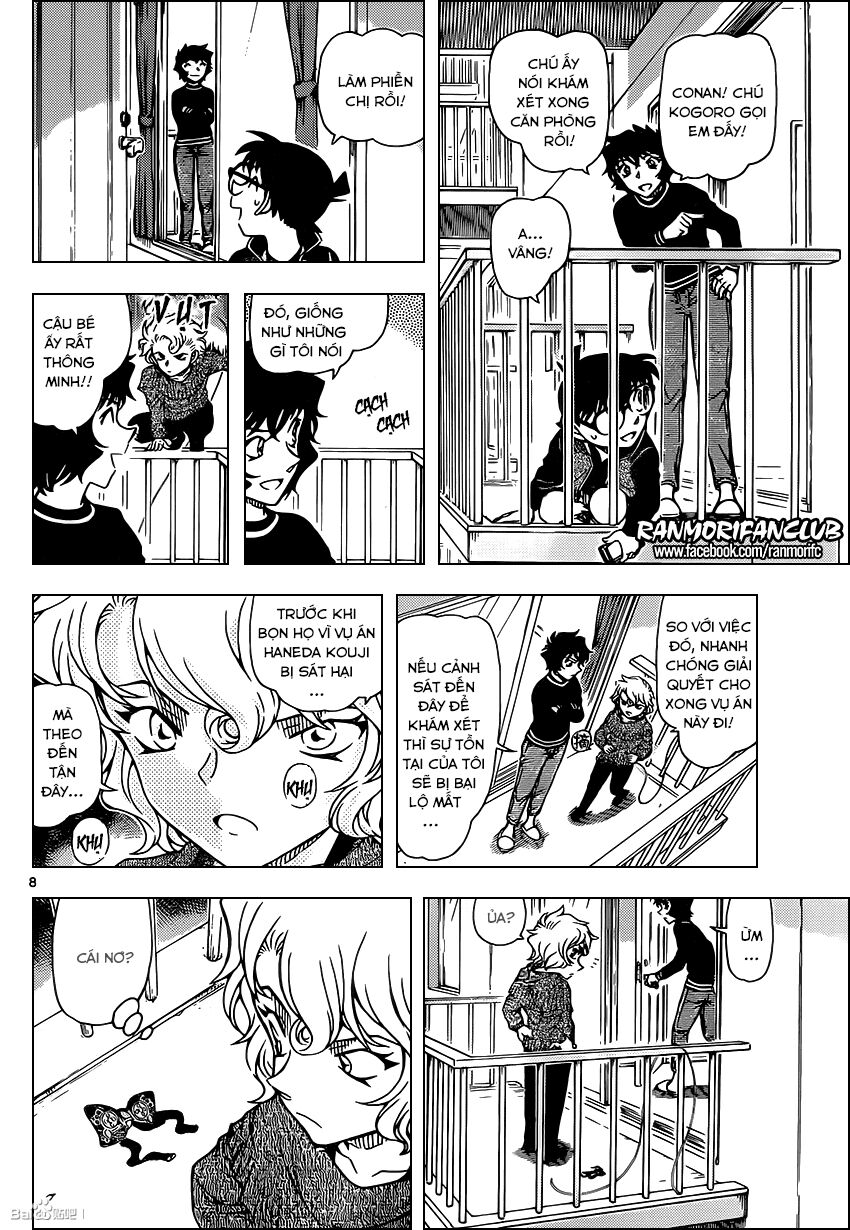 CONAN! CHÚ
KOGORO GỌI
EM ĐẤY!
CHÚ ẤY
NÓI KHÁM
XÉT XONG
CĂN PHÒNG
RỒI!
A...
VÂNG!
LÀM PHIỀN
CHỊ RỒI!
RANMORIFANCLUB
www.facebook.com/ranmorifc
ĐÓ, GIỐNG
NHƯ NHỮNG
GÌ TÔI NÓI
CẠCH
CẠCH
VỤT
CẬU BÉ
ẤY RẤT
THÔNG
MINH!!
SO VỚI VIỆC
ĐÓ, NHANH
CHÓNG GIẢI
QUYẾT CHO
XONG VỤ ÁN
NÀY ĐI!
NẾU CẢNH
SÁT ĐẾN
ĐÂY ĐỂ
KHÁM XÉT
THÌ SỰ TỒN
TẠI CỦA TÔI
SẼ BỊ BẠI
LỘ MẤT
...
TRƯỚC KHI
BỌN HỌ VÌ VỤ ÁN
HANEDA KOUJI
BỊ SÁT HẠI
...
MÀ
THEO
ĐẾN
TẬN
ĐÂY...
KHỤ
KHỤ
8
ỪM
...
ỦA?
CÁI NƠ?
7
Bai 贴吧